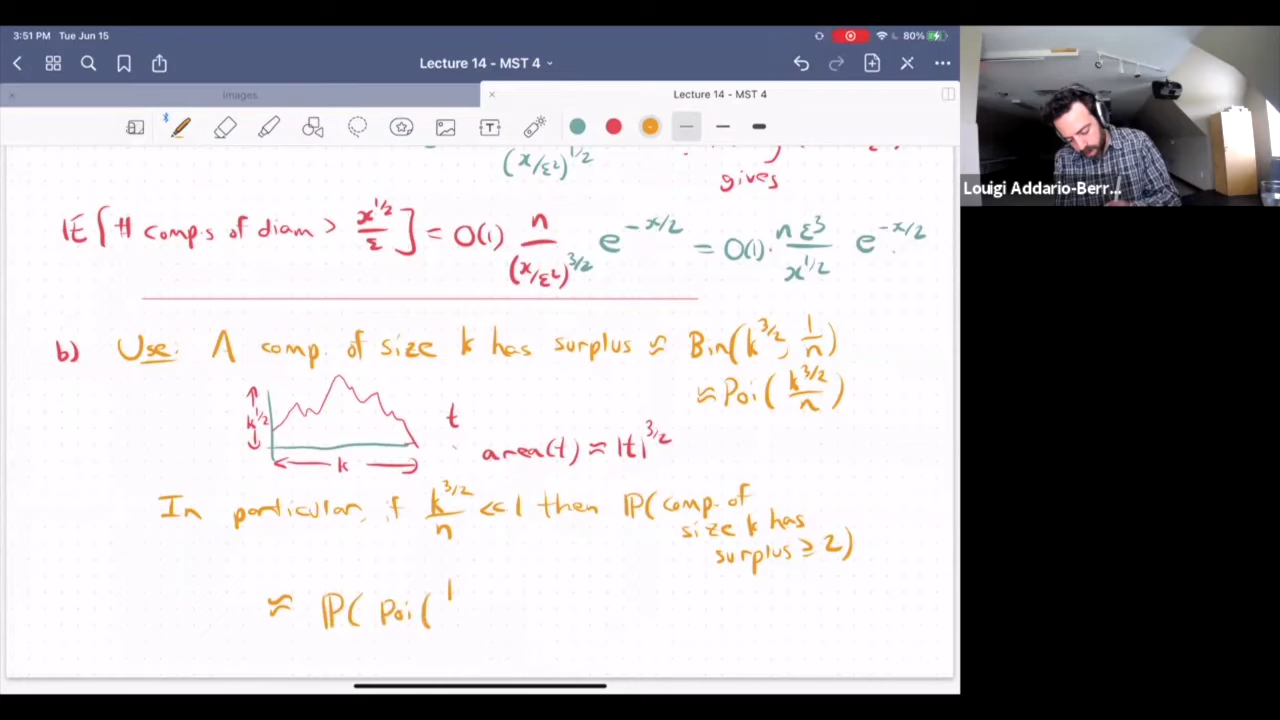 3:51 PM Tue Jun 15
80%
Lecture 14 - MST 4
Images
Lecture 14 - MST 4
(x/ε²)^{1/2}
gives
E[# comp.s of diam > x^{1/2}/ε] = O(1) n/(x/ε²)^{3/2} e^{-x/2} = O(1)· nε³/x^{1/2} e^{-x/2}
b) Use: A comp. of size k has surplus ≈ Bin(k^{3/2}, 1/n)
≈ Poi(k^{3/2}/n)
k^{1/2}
t
k
area(t) ≈ |t|^{3/2}
In particular, if k^{3/2}/n << 1 then P(comp. of
size k has
surplus ≥ 2)
≈ P( Poi(
Louigi Addario-Berr...